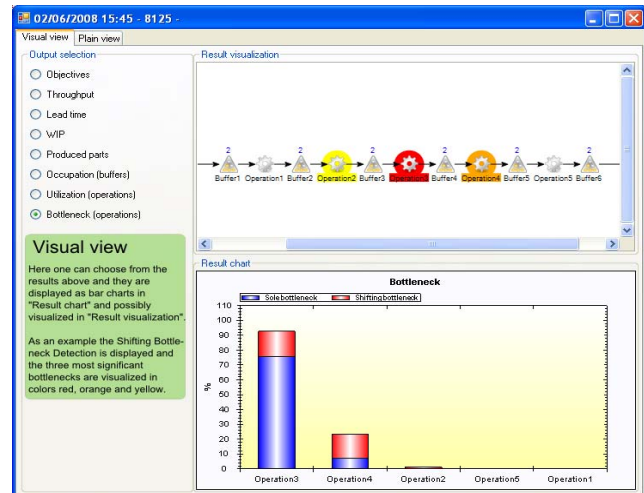 02/06/2008 15:45 - 8125 -
Visual view Plain view
Output selection
Objectives
Throughput
Lead time
WIP
Produced parts
Occupation (buffers)
Utilization (operations)
Bottleneck (operations)
Visual view
Here one can choose from the
results above and they are
displayed as bar charts in
"Result chart" and possibly
visualized in "Result visualization".
As an example the Shifting Bottle-
neck Detection is displayed and
the three most significant
bottlenecks are visualized in
colors red, orange and yellow.
Result visualization
2 2 2 2 2 2
Buffer1 Operation1 Buffer2 Operation2 Buffer3 Operation3 Buffer4 Operation4 Buffer5 Operation5 Buffer6
Result chart
Bottleneck
Sole bottleneck Shifting bottleneck
110
100
90
80
70
60
50
40
30
20
10
0
%
Operation3 Operation4 Operation2 Operation5 Operation1